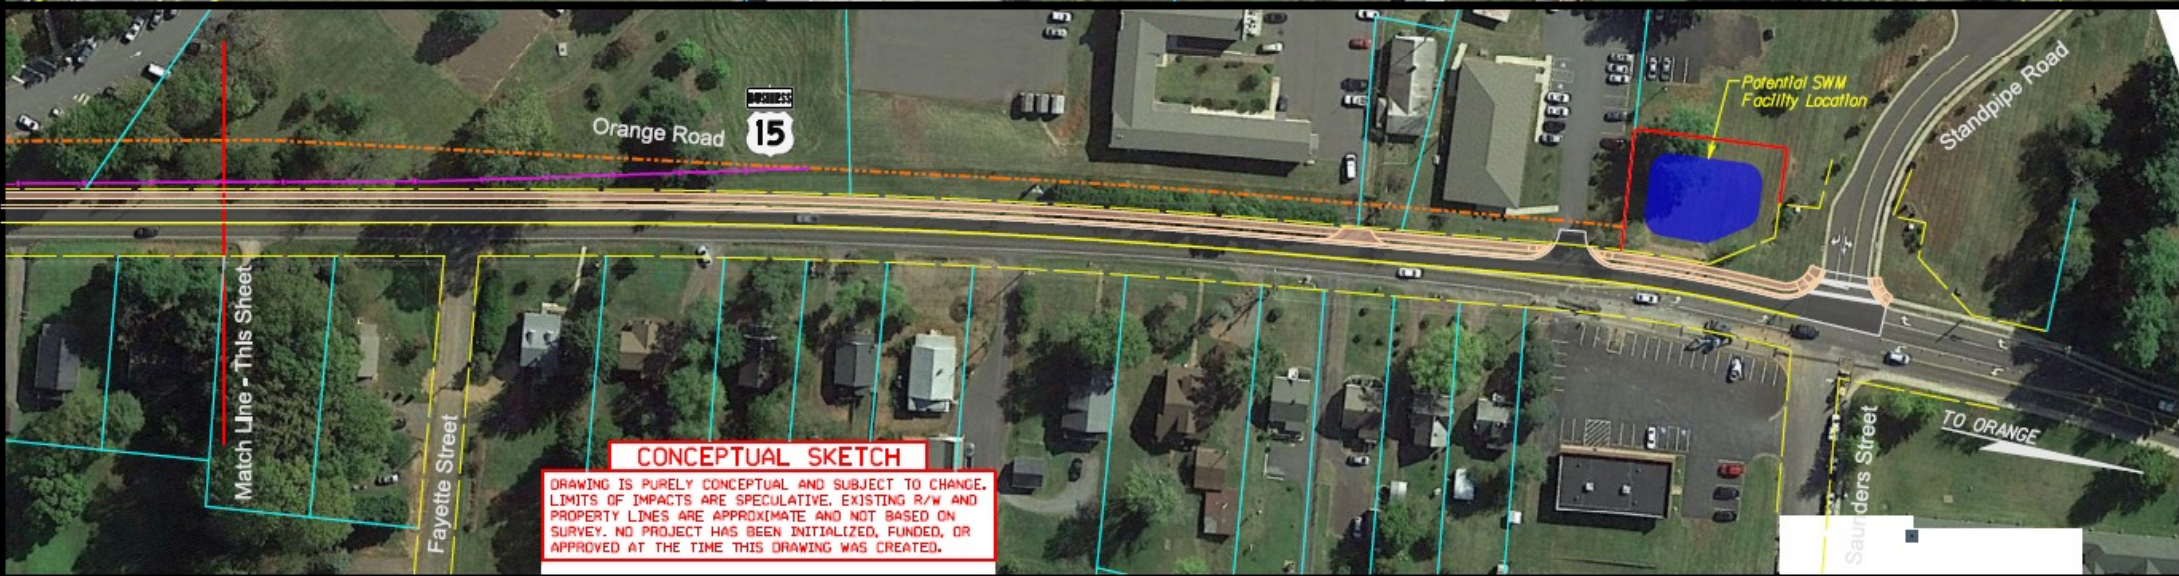 BUSINESS
15
Orange Road
Potential SWM
Facility Location
Standpipe Road
Match Line - This Sheet
Fayette Street
CONCEPTUAL SKETCH
DRAWING IS PURELY CONCEPTUAL AND SUBJECT TO CHANGE.
LIMITS OF IMPACTS ARE SPECULATIVE. EXISTING R/W AND
PROPERTY LINES ARE APPROXIMATE AND NOT BASED ON
SURVEY. NO PROJECT HAS BEEN INITIALIZED, FUNDED, OR
APPROVED AT THE TIME THIS DRAWING WAS CREATED.
Saunders Street
TO ORANGE